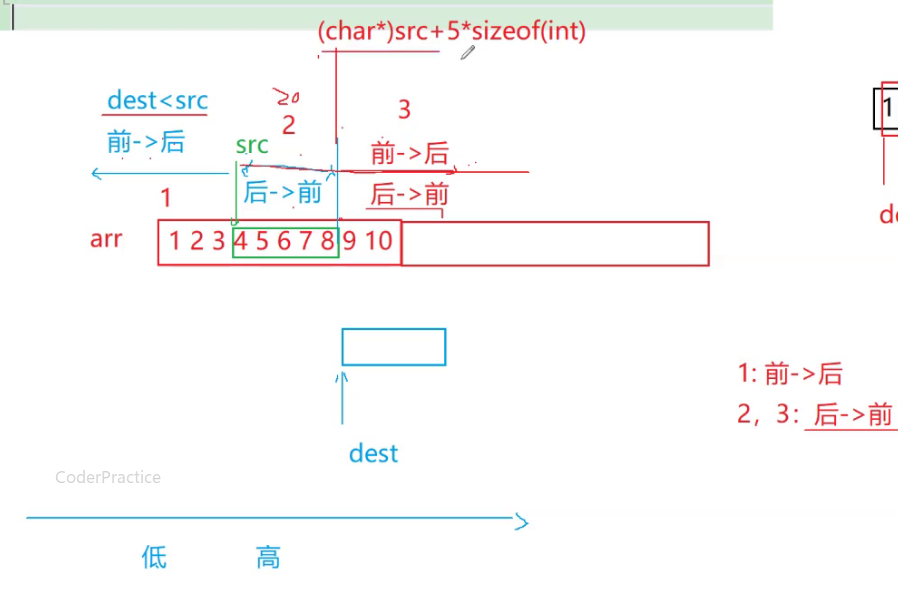 (char*)src+5*sizeof(int)
dest<src
20
2
3
前->后
src
前->后
1
后->前
后->前
arr
1 2 3 4 5 6 7 8 9 10
1
dest
1: 前->后
2，3: 后->前
CoderPractice
低
高